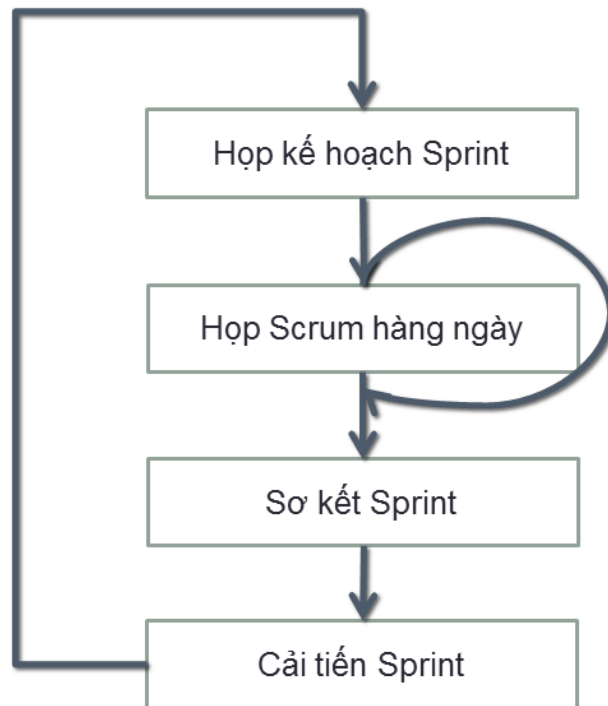 Họp kế hoạch Sprint
Họp Scrum hàng ngày
Sơ kết Sprint
Cải tiến Sprint